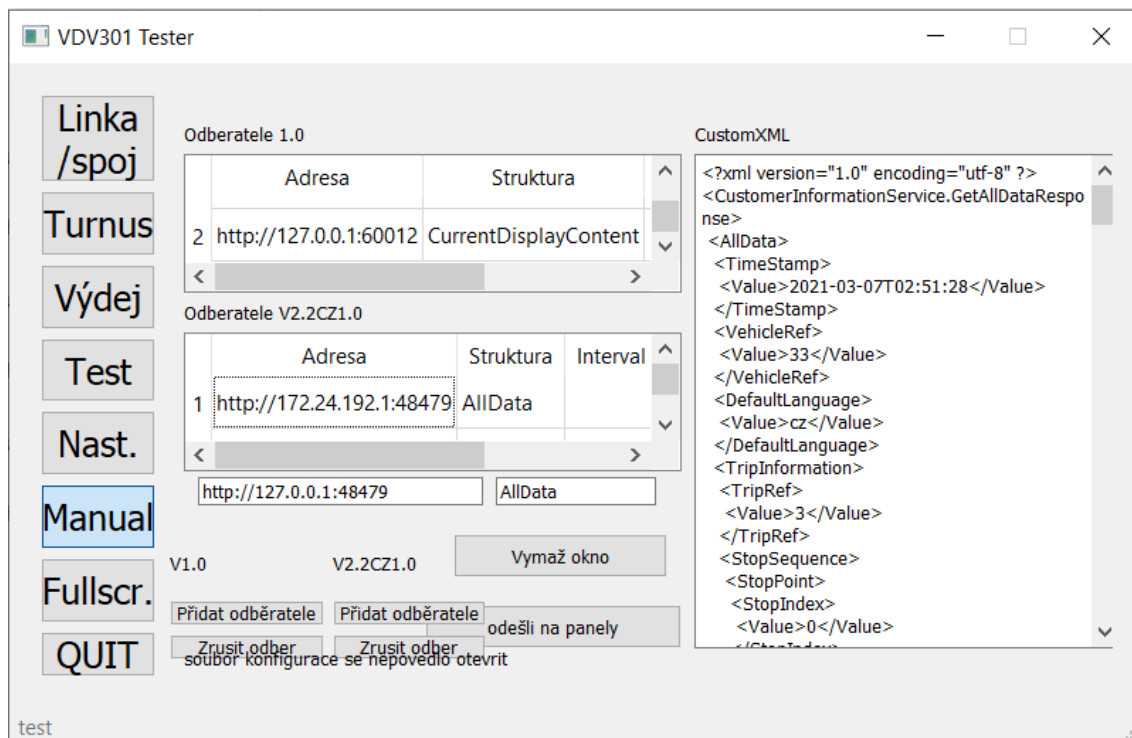 VDV301 Tester
Linka
/spoj
Turnus
Výdej
Test
Nast.
Manual
Fullscr.
QUIT
Odberatele 1.0
Adresa Struktura
2 http://127.0.0.1:60012 CurrentDisplayContent
Odberatele V2.2CZ1.0
Adresa Struktura Interval
1 http://172.24.192.1:48479 AllData
http://127.0.0.1:48479 AllData
Vymaž okno
V1.0 V2.2CZ1.0
Přidat odběratele Přidat odběratele
odešli na panely
Zrusit odber Zrusit odber
soubor konfigurace se nepovedlo otevrit
CustomXML
<?xml version="1.0" encoding="utf-8" ?>
<CustomerInformationService.GetAllDataRespo
nse>
<AllData>
<TimeStamp>
<Value>2021-03-07T02:51:28</Value>
</TimeStamp>
<VehicleRef>
<Value>33</Value>
</VehicleRef>
<DefaultLanguage>
<Value>cz</Value>
</DefaultLanguage>
<TripInformation>
<TripRef>
<Value>3</Value>
</TripRef>
<StopSequence>
<StopPoint>
<StopIndex>
<Value>0</Value>
</StopIndex>
test